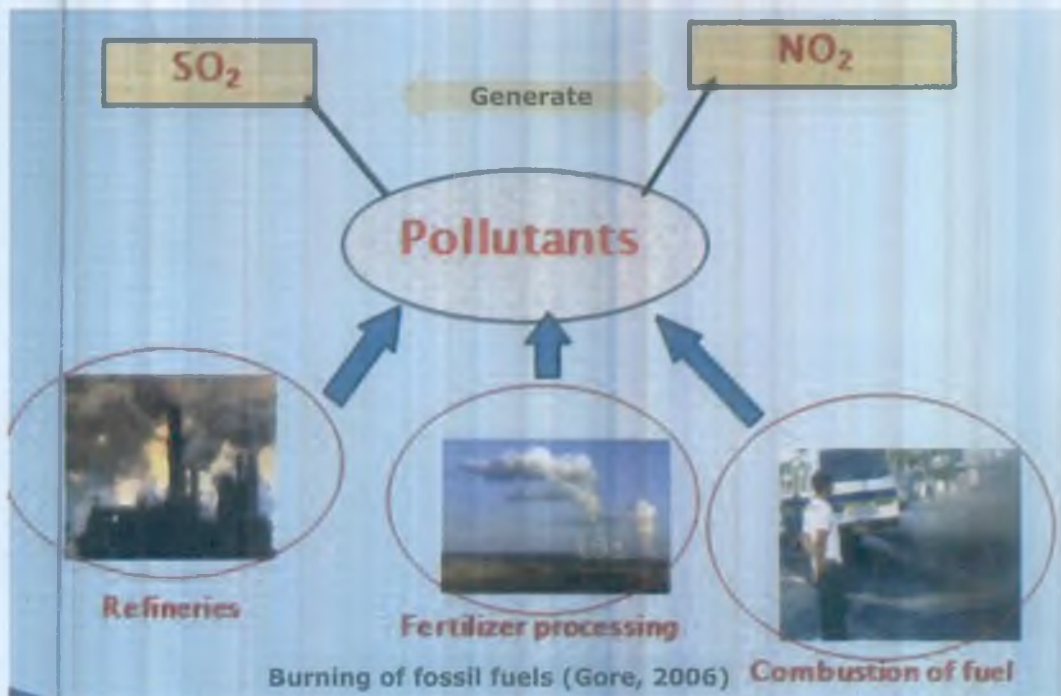 SO₂
NO₂
Generate
Pollutants
Refineries
Fertilizer processing
Combustion of fuel
Burning of fossil fuels (Gore, 2006)